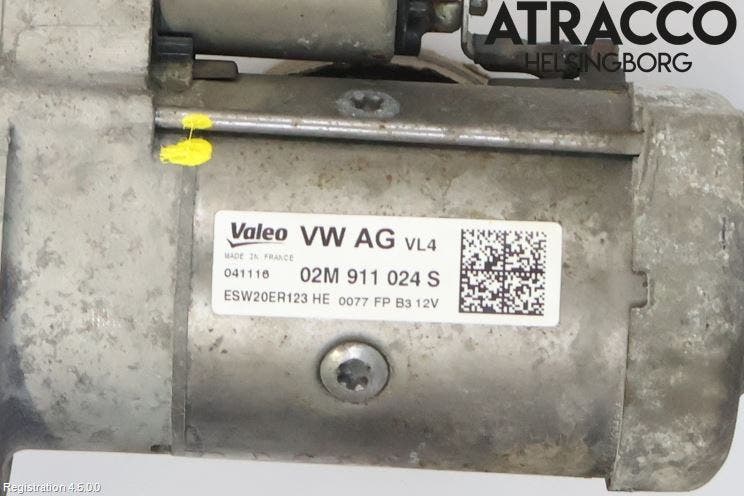 ATRACCO
HELSINGBORG
Valeo VW AG VL4
MADE IN FRANCE
041116 02M 911 024 S
ESW20ER123 HE 0077 FP B3 12V
Registration 4.6.0.0